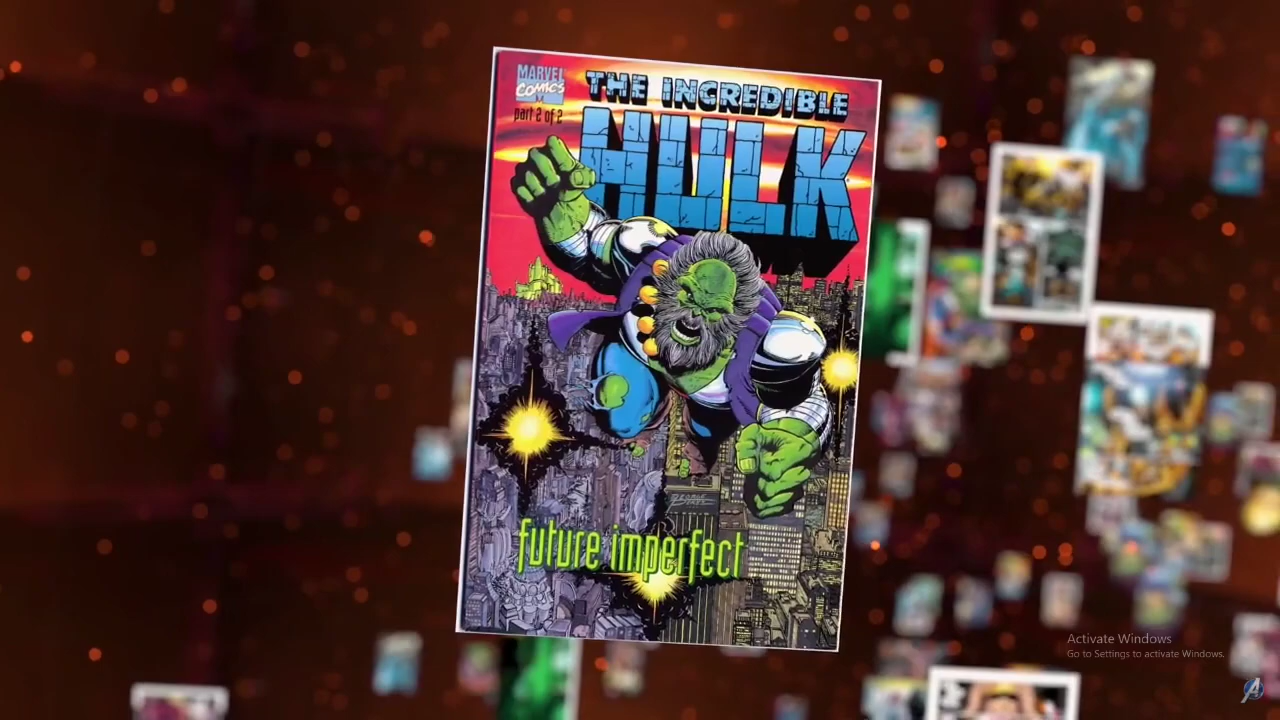 MARVEL
COMICS
part 2 of 2
THE INCREDIBLE
HULK
GEORGE
future imperfect
Activate Windows
Go to Settings to activate Windows.